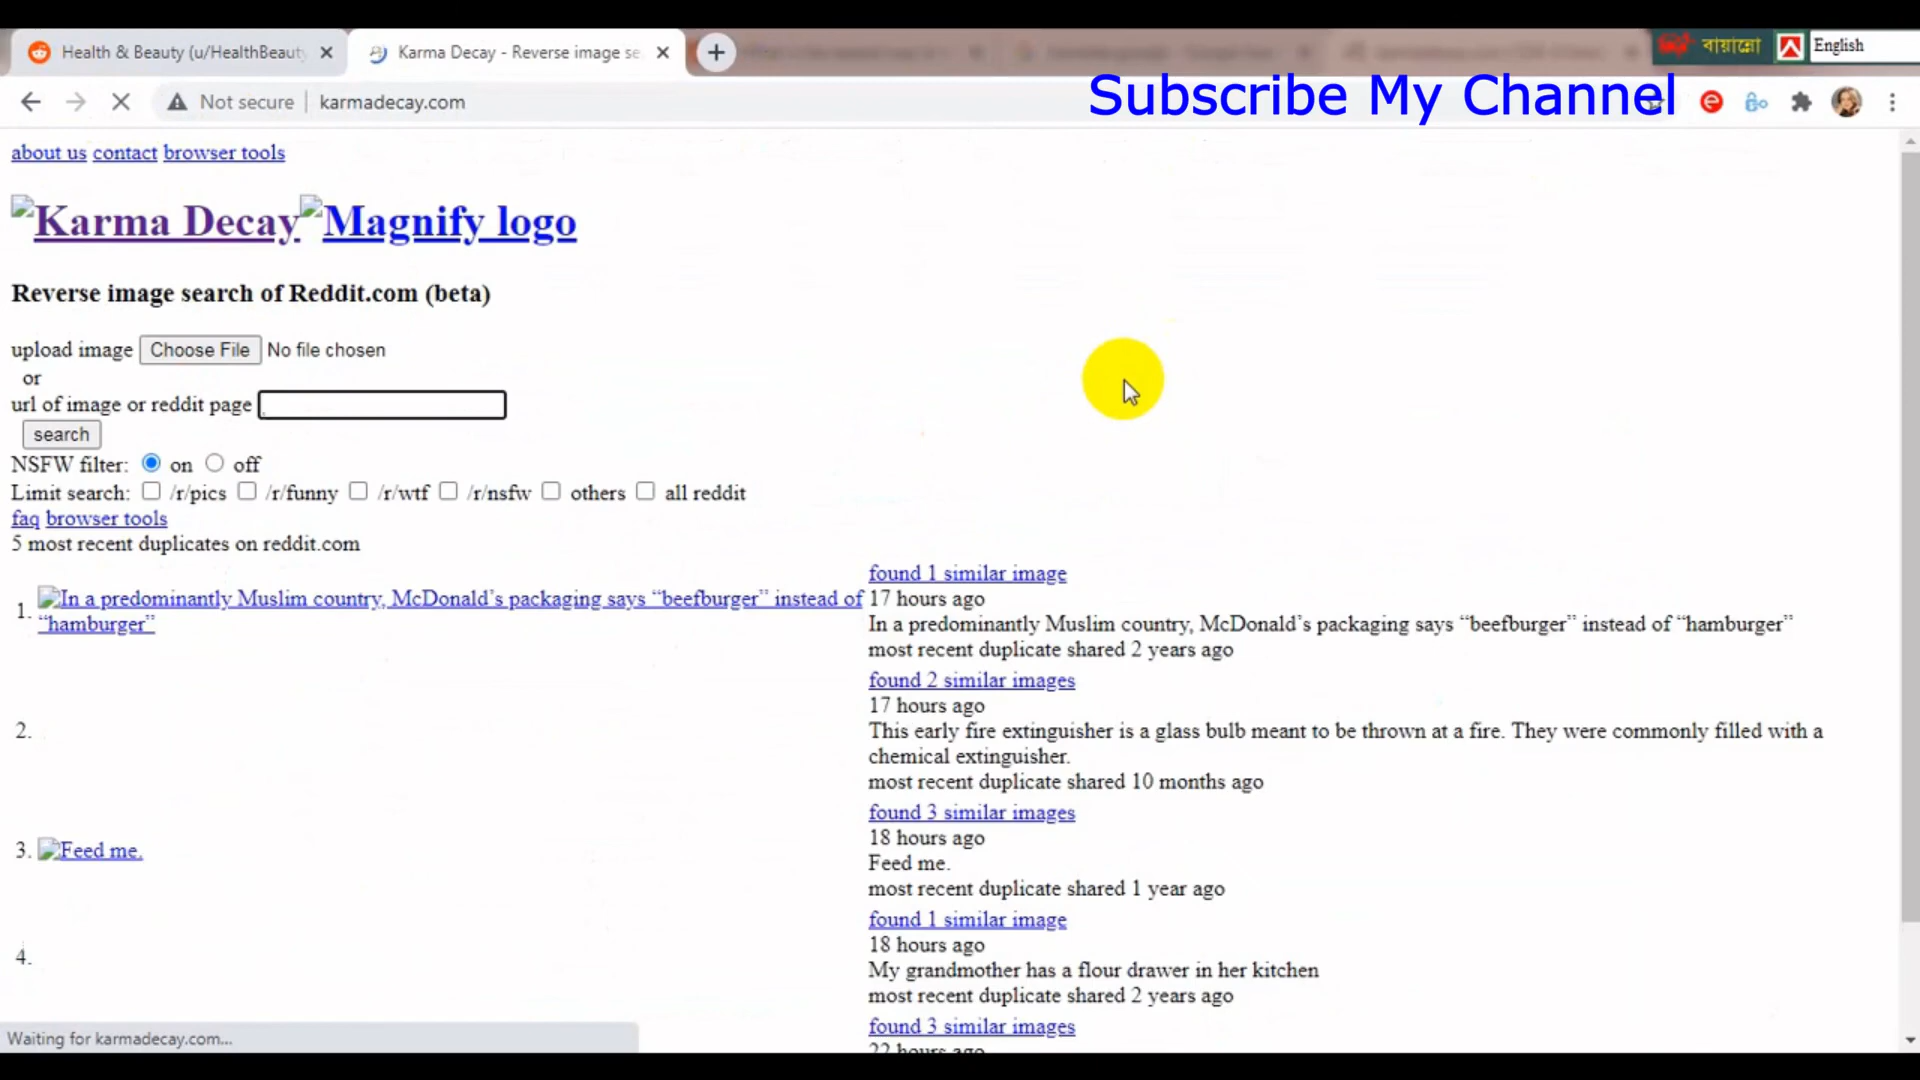 Health & Beauty (u/HealthBeauty
Karma Decay - Reverse image se
বায়ান্নো
English
Not secure
karmadecay.com
Subscribe My Channel
about us contact browser tools
Karma Decay Magnify logo
Reverse image search of Reddit.com (beta)
upload image Choose File No file chosen
or
url of image or reddit page
search
NSFW filter: on off
Limit search: /r/pics /r/funny /r/wtf /r/nsfw others all reddit
faq browser tools
5 most recent duplicates on reddit.com
1. In a predominantly Muslim country, McDonald's packaging says “beefburger” instead of
“hamburger”
found 1 similar image
17 hours ago
In a predominantly Muslim country, McDonald's packaging says “beefburger” instead of “hamburger”
most recent duplicate shared 2 years ago
2.
found 2 similar images
17 hours ago
This early fire extinguisher is a glass bulb meant to be thrown at a fire. They were commonly filled with a
chemical extinguisher.
most recent duplicate shared 10 months ago
3. Feed me.
found 3 similar images
18 hours ago
Feed me.
most recent duplicate shared 1 year ago
4.
found 1 similar image
18 hours ago
My grandmother has a flour drawer in her kitchen
most recent duplicate shared 2 years ago
found 3 similar images
22 hours ago
Waiting for karmadecay.com...